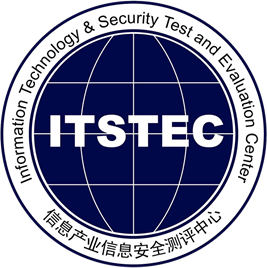 Information Technology & Security Test and Evaluation Center
ITSTEC
信息产业信息安全测评中心